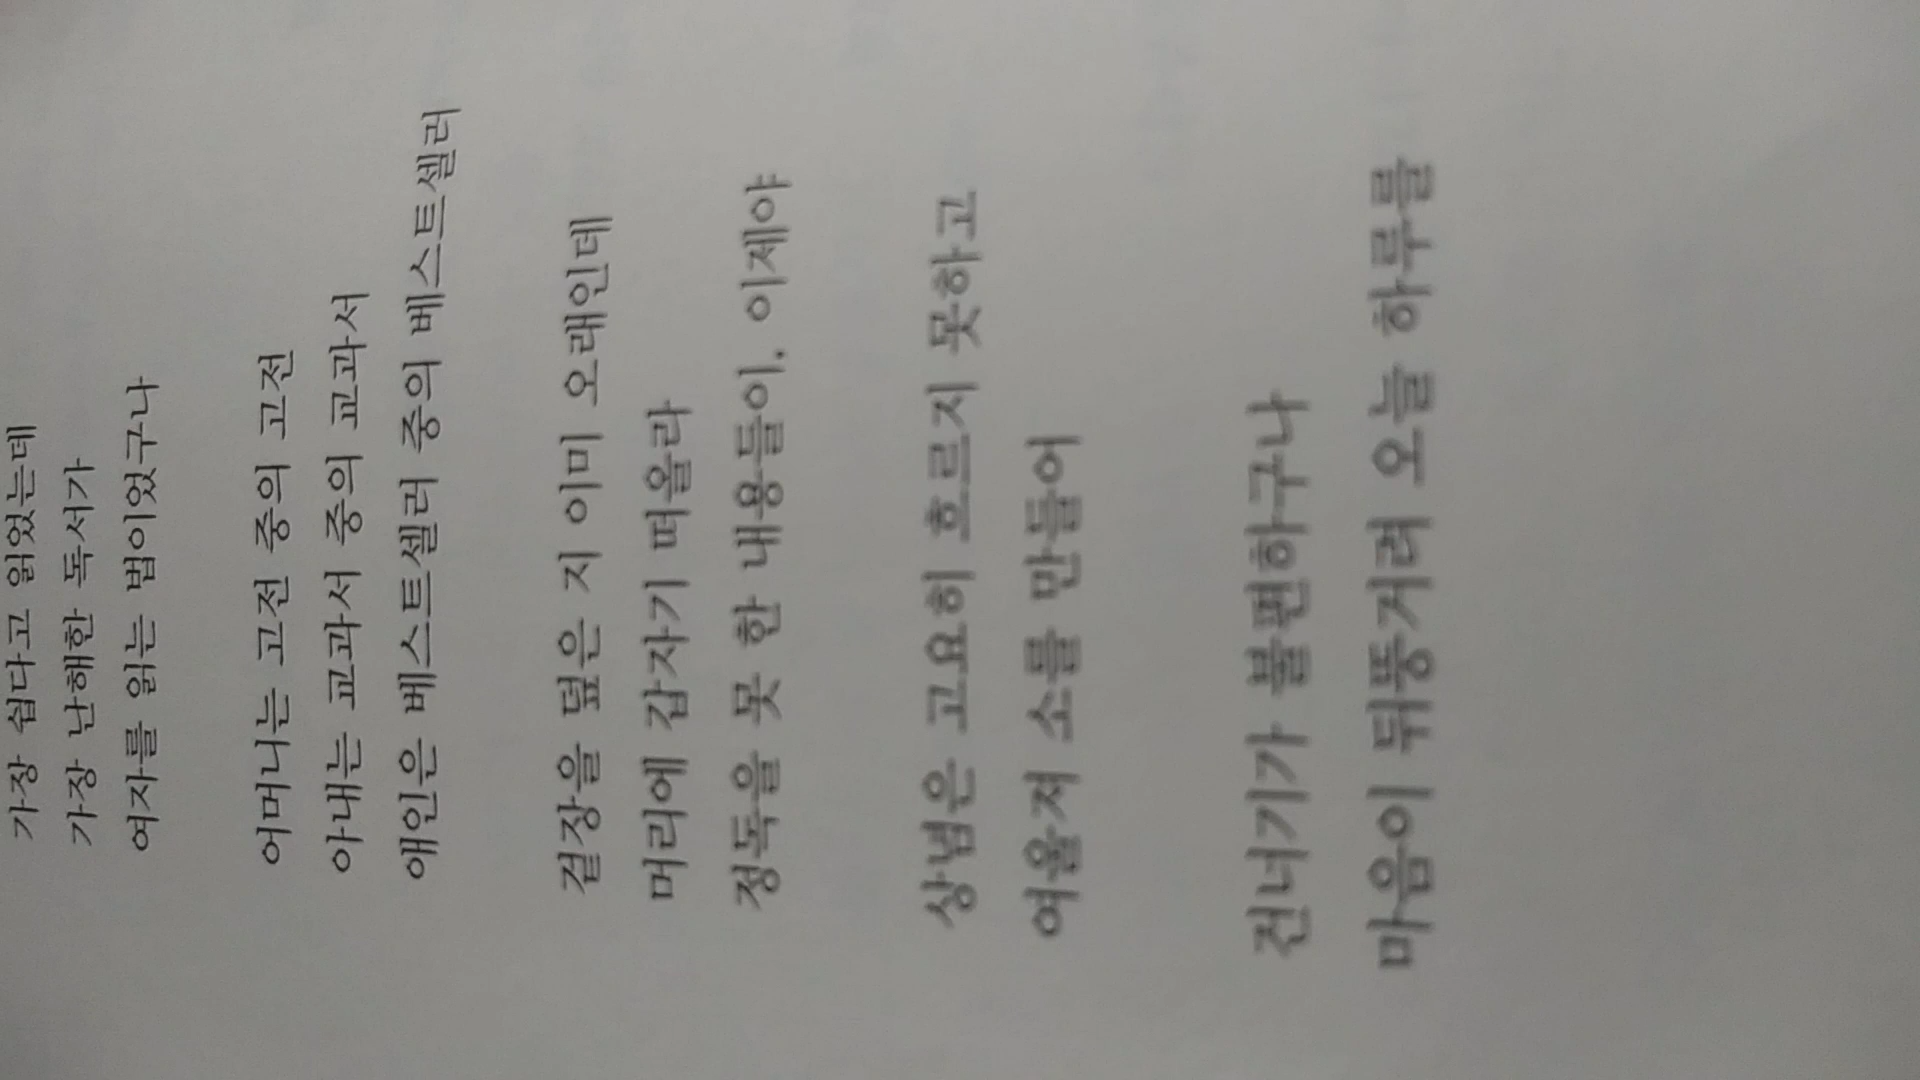 가장 쉽다고 읽었는데
가장 난해한 독서가
여자를 읽는 법이었구나
어머니는 고전 중의 고전
아내는 교과서 중의 교과서
애인은 베스트셀러 중의 베스트셀러
겉장을 덮은 지 이미 오래인데
머리에 갑자기 떠올라
정독을 못 한 내용들이, 이제야
상념은 고요히 흐르지 못하고
여울져 소를 만들어
건너기가 불편하구나
마음이 뒤뚱거려 오늘 하루를